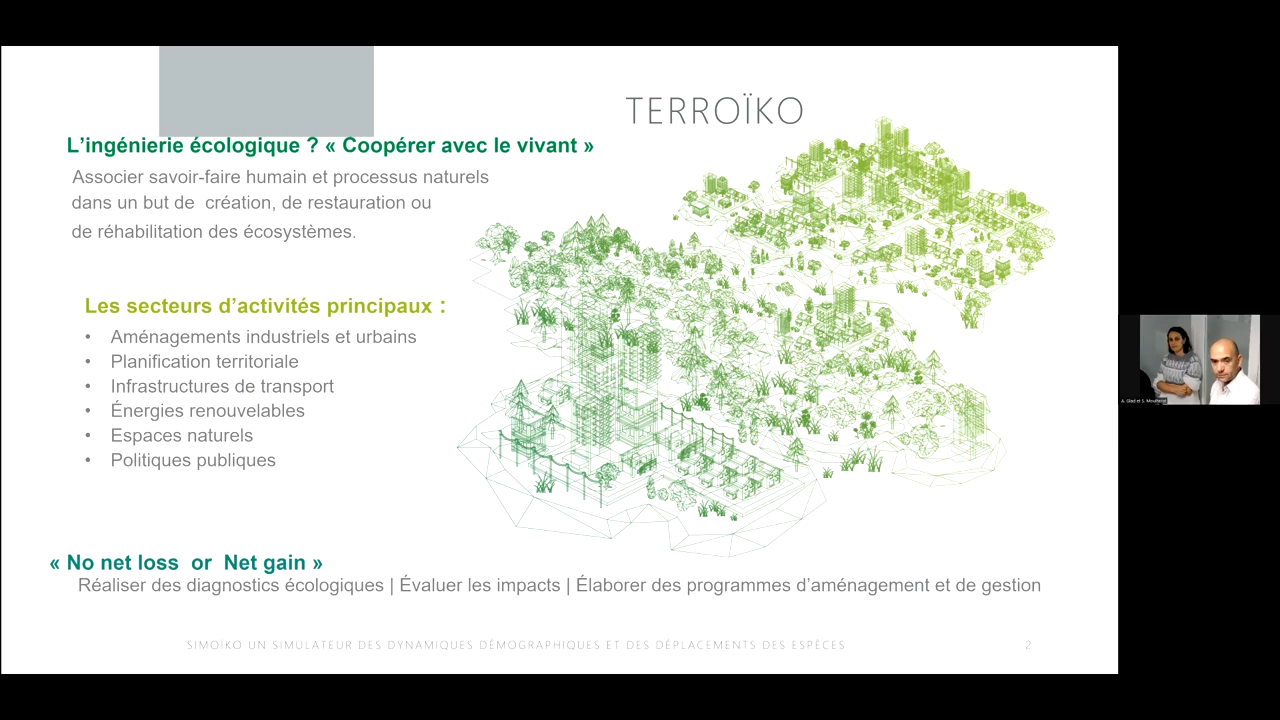 TERROÏKO
L'ingénierie écologique ? « Coopérer avec le vivant »
Associer savoir-faire humain et processus naturels
dans un but de création, de restauration ou
de réhabilitation des écosystèmes.
Les secteurs d'activités principaux :
• Aménagements industriels et urbains
• Planification territoriale
• Infrastructures de transport
• Énergies renouvelables
• Espaces naturels
• Politiques publiques
« No net loss or Net gain »
Réaliser des diagnostics écologiques | Évaluer les impacts | Élaborer des programmes d'aménagement et de gestion
SIMOÏKO UN SIMULATEUR DES DYNAMIQUES DÉMOGRAPHIQUES ET DES DÉPLACEMENTS DES ESPÈCES
2